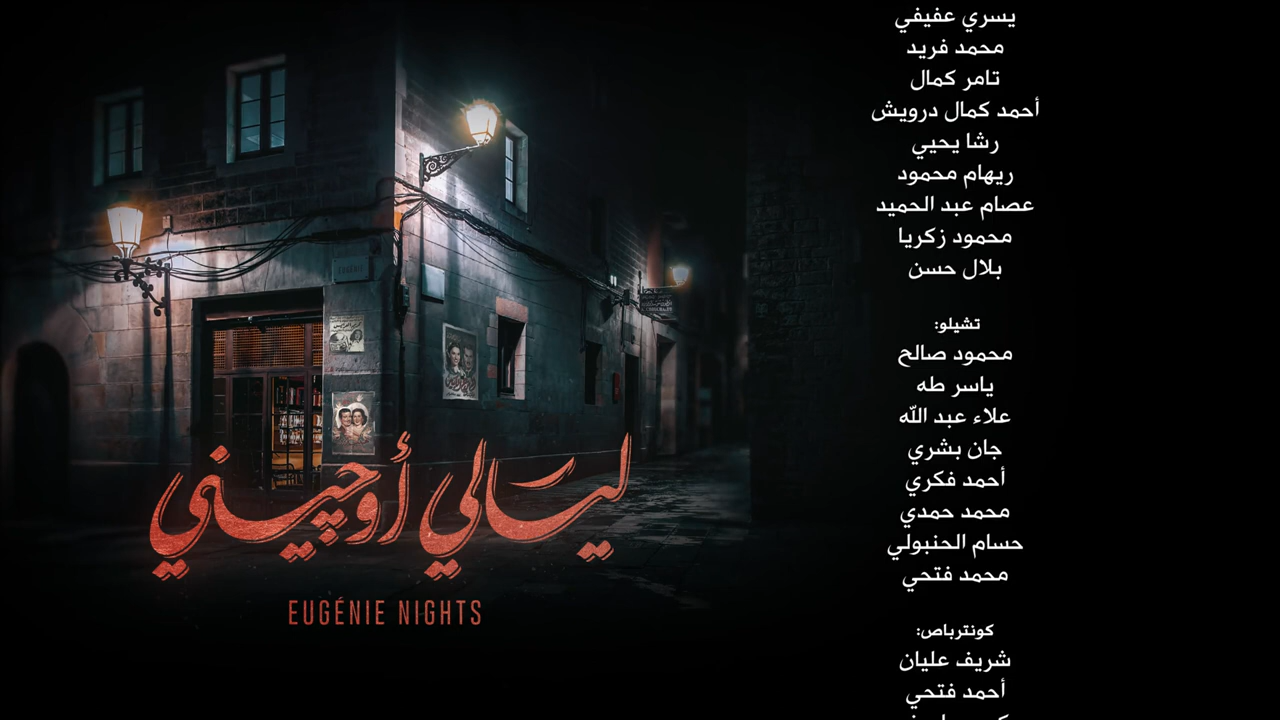 يسري عفيفي
محمد فريد
تامر كمال
أحمد كمال درويش
رشا يحيي
ريهام محمود
عصام عبد الحميد
محمود زكريا
بلال حسن
تشيلو:
محمود صالح
ياسر طه
علاء عبد الله
جان بشري
أحمد فكري
محمد حمدي
حسام الحنبولي
محمد فتحي
كونترباص:
شريف عليان
أحمد فتحي
ليالي أوچيني
EUGÉNIE NIGHTS